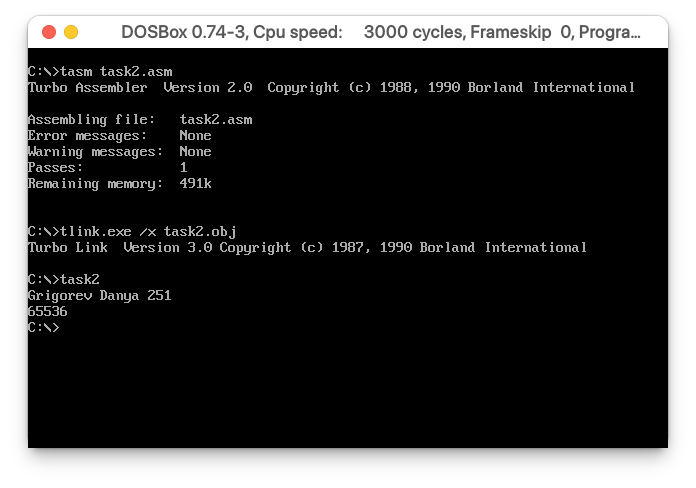 DOSBox 0.74-3, Cpu speed: 3000 cycles, Frameskip 0, Progra...
C:\>tasm task2.asm
Turbo Assembler Version 2.0 Copyright (c) 1988, 1990 Borland International
Assembling file: task2.asm
Error messages: None
Warning messages: None
Passes: 1
Remaining memory: 491k
C:\>tlink.exe /x task2.obj
Turbo Link Version 3.0 Copyright (c) 1987, 1990 Borland International
C:\>task2
Grigorev Danya 251
65536
C:\>